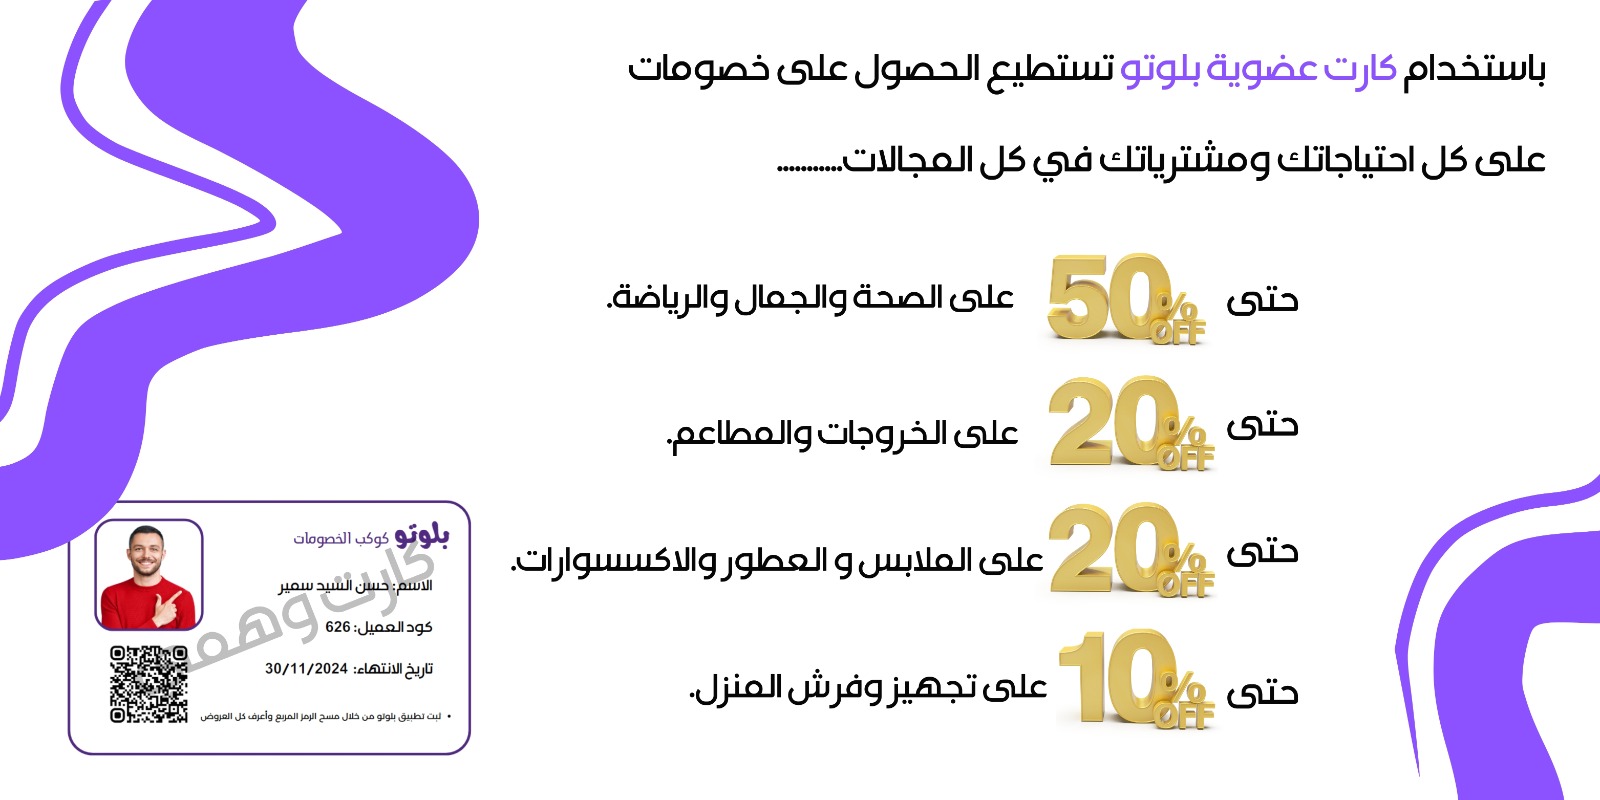 باستخدام كارت عضوية بلوتو تستطيع الحصول على خصومات
على كل احتياجاتك ومشترياتك في كل المجالات...........
حتى 50% OFF على الصحة والجمال والرياضة.
حتى 20% OFF على الخروجات والمطاعم.
حتى 20% OFF على الملابس و العطور والاكسسوارات.
حتى 10% OFF على تجهيز وفرش المنزل.
بلوتو كوكب الخصومات
الاسم: حسن السيد سمير
كود العميل: 626
تاريخ الانتهاء: 30/11/2024
• ثبت تطبيق بلوتو من خلال مسح الرمز المربع وأعرف كل العروض
كارت وهمي